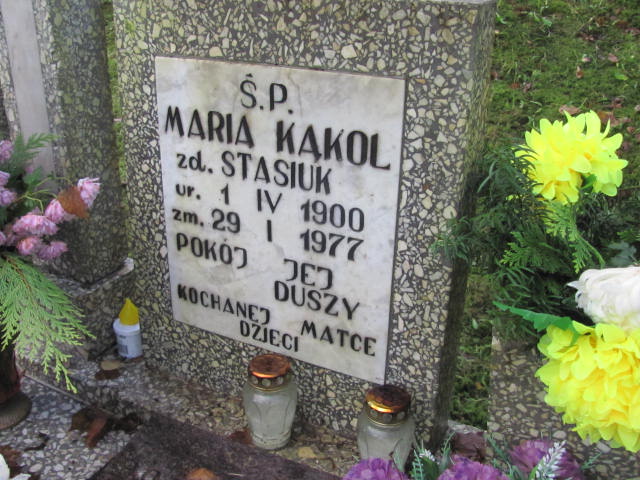 Ś.P.
MARIA KĄKOL
zd. STASIUK
ur. 1 IV 1900
zm. 29 I 1977
POKÓJ JEJ
DUSZY
KOCHANEJ MATCE
DZIECI